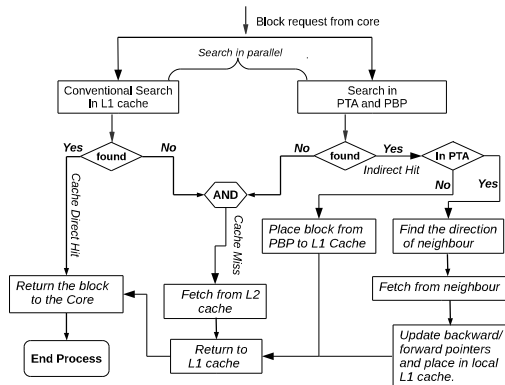 Block request from core
Search in parallel
Conventional Search
In L1 cache
Search in
PTA and PBP
Yes
found
No
No
found
Yes
Indirect Hit
In PTA
No
Yes
AND
Cache Direct Hit
Cache Miss
Place block from
PBP to L1 Cache
Find the direction
of neighbour
Return the block
to the Core
Fetch from L2
cache
Fetch from neighbour
End Process
Return to
L1 cache
Update backward/
forward pointers
and place in local
L1 cache.